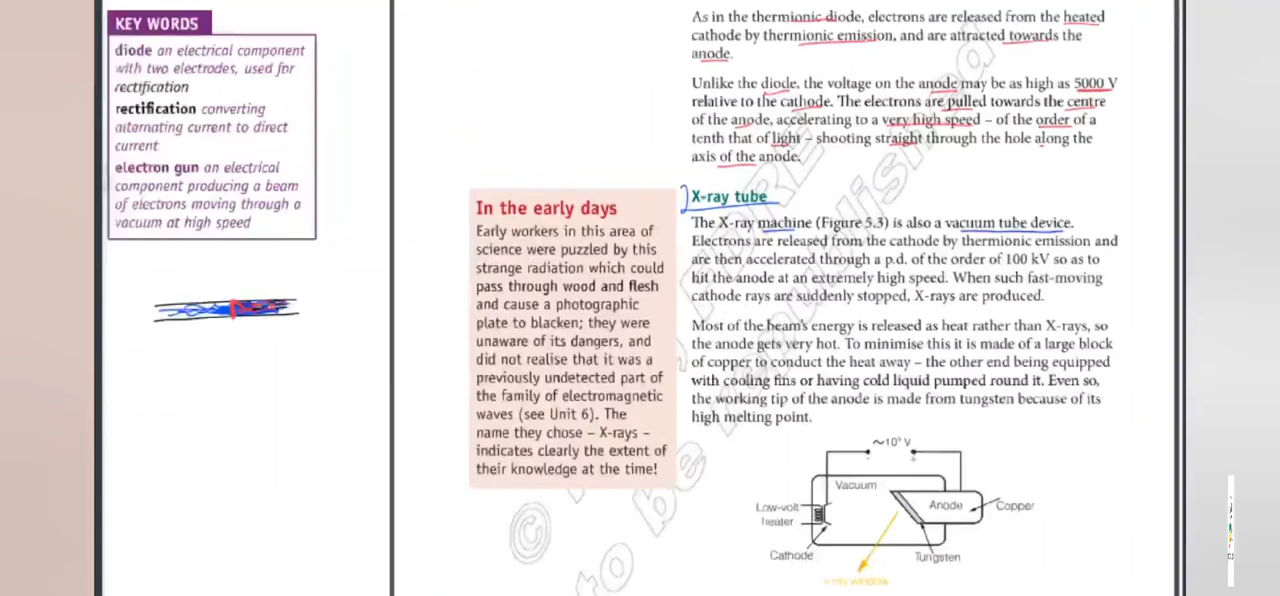 KEY WORDS
diode an electrical component
with two electrodes, used for
rectification
rectification converting
alternating current to direct
current
electron gun an electrical
component producing a beam
of electrons moving through a
vacuum at high speed
As in the thermionic diode, electrons are released from the heated
cathode by thermionic emission, and are attracted towards the
anode.
Unlike the diode, the voltage on the anode may be as high as 5000 V
relative to the cathode. The electrons are pulled towards the centre
of the anode, accelerating to a very high speed – of the order of a
tenth that of light – shooting straight through the hole along the
axis of the anode.
In the early days
Early workers in this area of
science were puzzled by this
strange radiation which could
pass through wood and flesh
and cause a photographic
plate to blacken; they were
unaware of its dangers, and
did not realise that it was a
previously undetected part of
the family of electromagnetic
waves (see Unit 6). The
name they chose – X-rays –
indicates clearly the extent of
their knowledge at the time!
X-ray tube
The X-ray machine (Figure 5.3) is also a vacuum tube device.
Electrons are released from the cathode by thermionic emission and
are then accelerated through a p.d. of the order of 100 kV so as to
hit the anode at an extremely high speed. When such fast-moving
cathode rays are suddenly stopped, X-rays are produced.
Most of the beam's energy is released as heat rather than X-rays, so
the anode gets very hot. To minimise this it is made of a large block
of copper to conduct the heat away – the other end being equipped
with cooling fins or having cold liquid pumped round it. Even so,
the working tip of the anode is made from tungsten because of its
high melting point.
Vacuum
Low-volt
heater
Anode
Copper
Cathode
Tungsten
x-ray window
© FDRE
to be republished